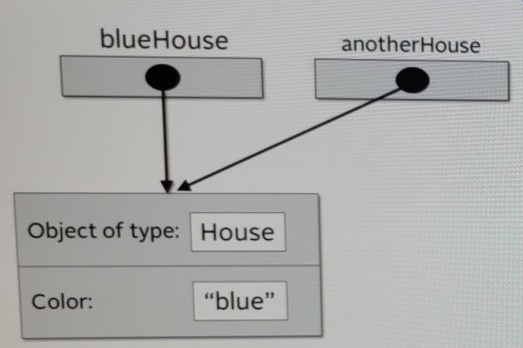 blueHouse
anotherHouse
Object of type: House
Color: “blue”